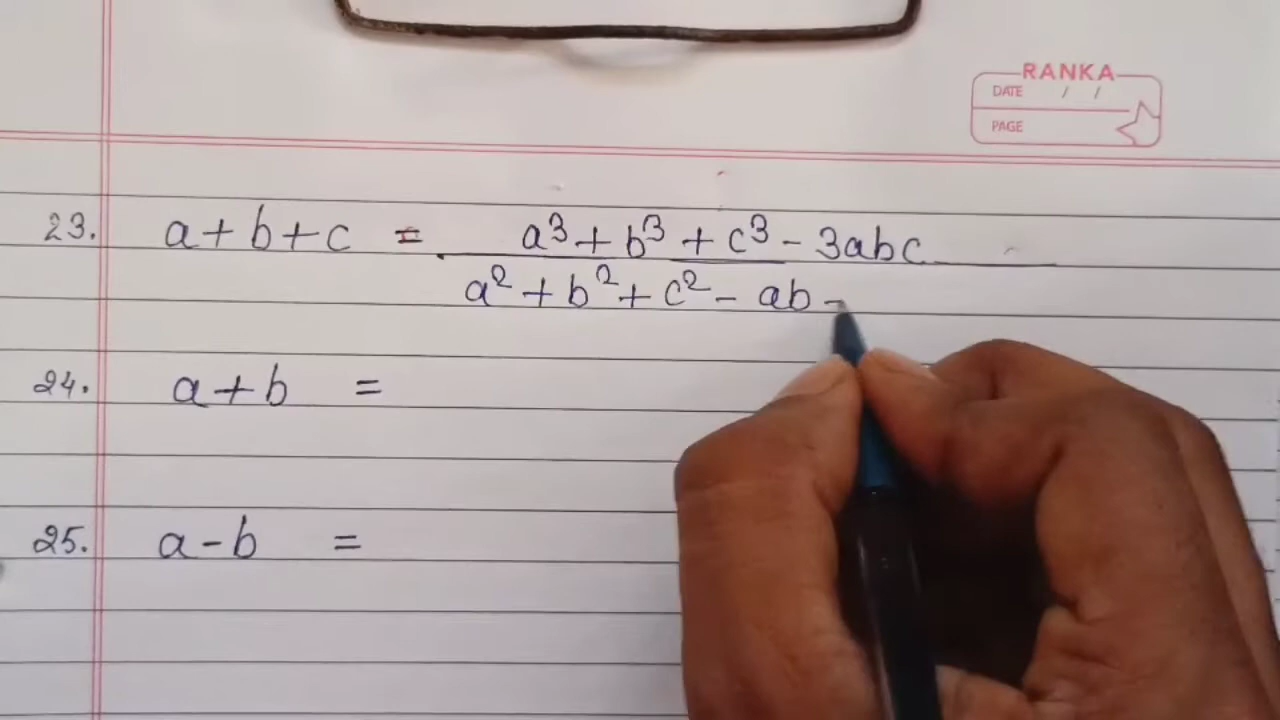 RANKA
DATE / /
PAGE
23. a + b + c = a³ + b³ + c³ - 3abc
a² + b² + c² - ab -
24. a + b =
25. a - b =